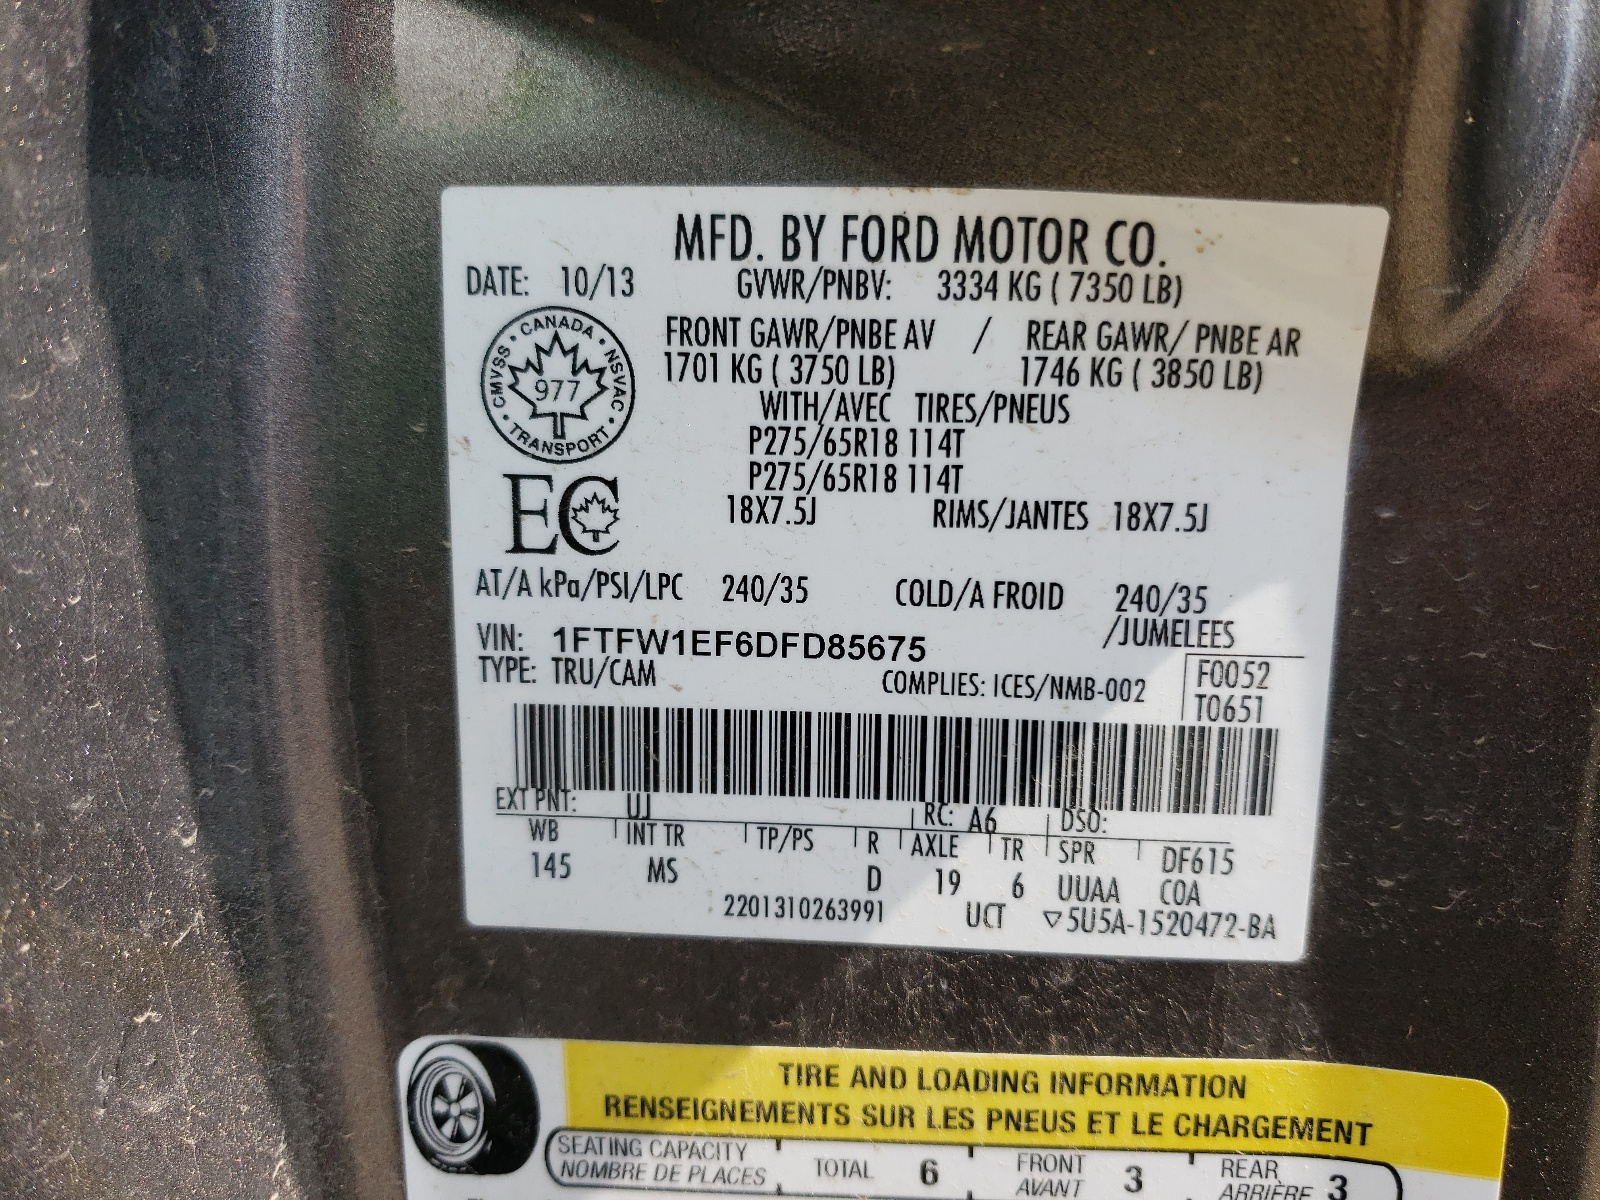 MFD. BY FORD MOTOR CO.
DATE: 10/13 GVWR/PNBV: 3334 KG ( 7350 LB)
CANADA · NSVAC · TRANSPORT · CMVSS ·
977
FRONT GAWR/PNBE AV / REAR GAWR/ PNBE AR
1701 KG ( 3750 LB) 1746 KG ( 3850 LB)
WITH/AVEC TIRES/PNEUS
P275/65R18 114T
P275/65R18 114T
EC
18X7.5J RIMS/JANTES 18X7.5J
AT/A kPa/PSI/LPC 240/35 COLD/A FROID 240/35
/JUMELEES
VIN: 1FTFW1EF6DFD85675
TYPE: TRU/CAM COMPLIES: ICES/NMB-002
F0052
T0651
EXT PNT: UJ RC: A6 DSO:
WB INT TR TP/PS R AXLE TR SPR DF615
145 MS D 19 6 UUAA COA
2201310263991 UCT ▽5U5A-1520472-BA
TIRE AND LOADING INFORMATION
RENSEIGNEMENTS SUR LES PNEUS ET LE CHARGEMENT
SEATING CAPACITY
NOMBRE DE PLACES
TOTAL 6
FRONT
AVANT
3
REAR
ARRIÈRE
3